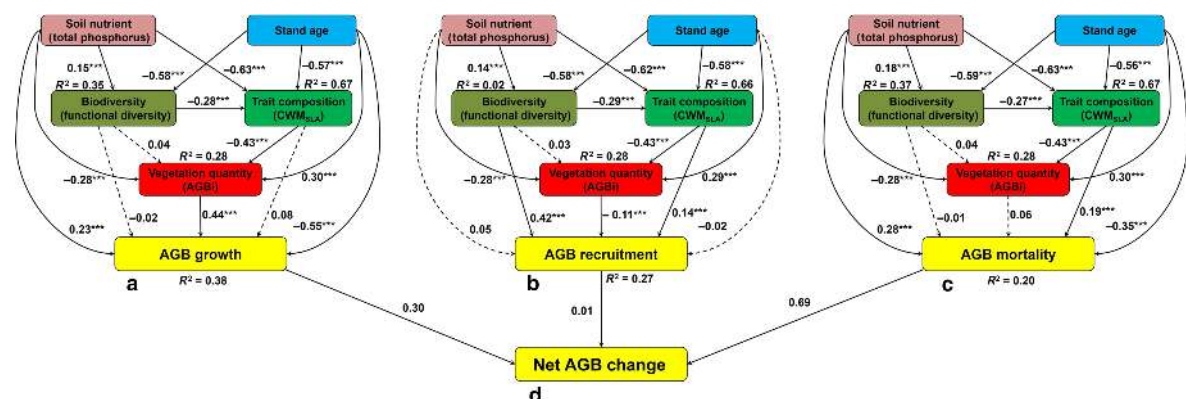 Soil nutrient
(total phosphorus)
Stand age
0.15***
−0.58***
−0.63***
−0.57***
R² = 0.35
R² = 0.67
Biodiversity
(functional diversity)
−0.28***
Trait composition
(CWMSLA)
0.04
−0.43***
R² = 0.28
Vegetation quantity
(AGBi)
−0.28***
0.30***
−0.02
0.44***
0.08
0.23***
−0.55***
AGB growth
a
R² = 0.38
Soil nutrient
(total phosphorus)
Stand age
0.14***
−0.58***
−0.62***
−0.58***
R² = 0.02
R² = 0.66
Biodiversity
(functional diversity)
−0.29***
Trait composition
(CWMSLA)
0.03
−0.43***
R² = 0.28
Vegetation quantity
(AGBi)
−0.28***
0.29***
0.42***
−0.11***
0.14***
−0.02
0.05
AGB recruitment
b
R² = 0.27
Soil nutrient
(total phosphorus)
Stand age
0.18***
−0.59***
−0.63***
−0.56***
R² = 0.37
R² = 0.67
Biodiversity
(functional diversity)
−0.27***
Trait composition
(CWMSLA)
0.04
−0.43***
R² = 0.28
Vegetation quantity
(AGBi)
−0.28***
0.30***
−0.01
0.06
0.19***
0.28***
−0.35***
AGB mortality
c
R² = 0.20
0.30
0.01
0.69
Net AGB change
d